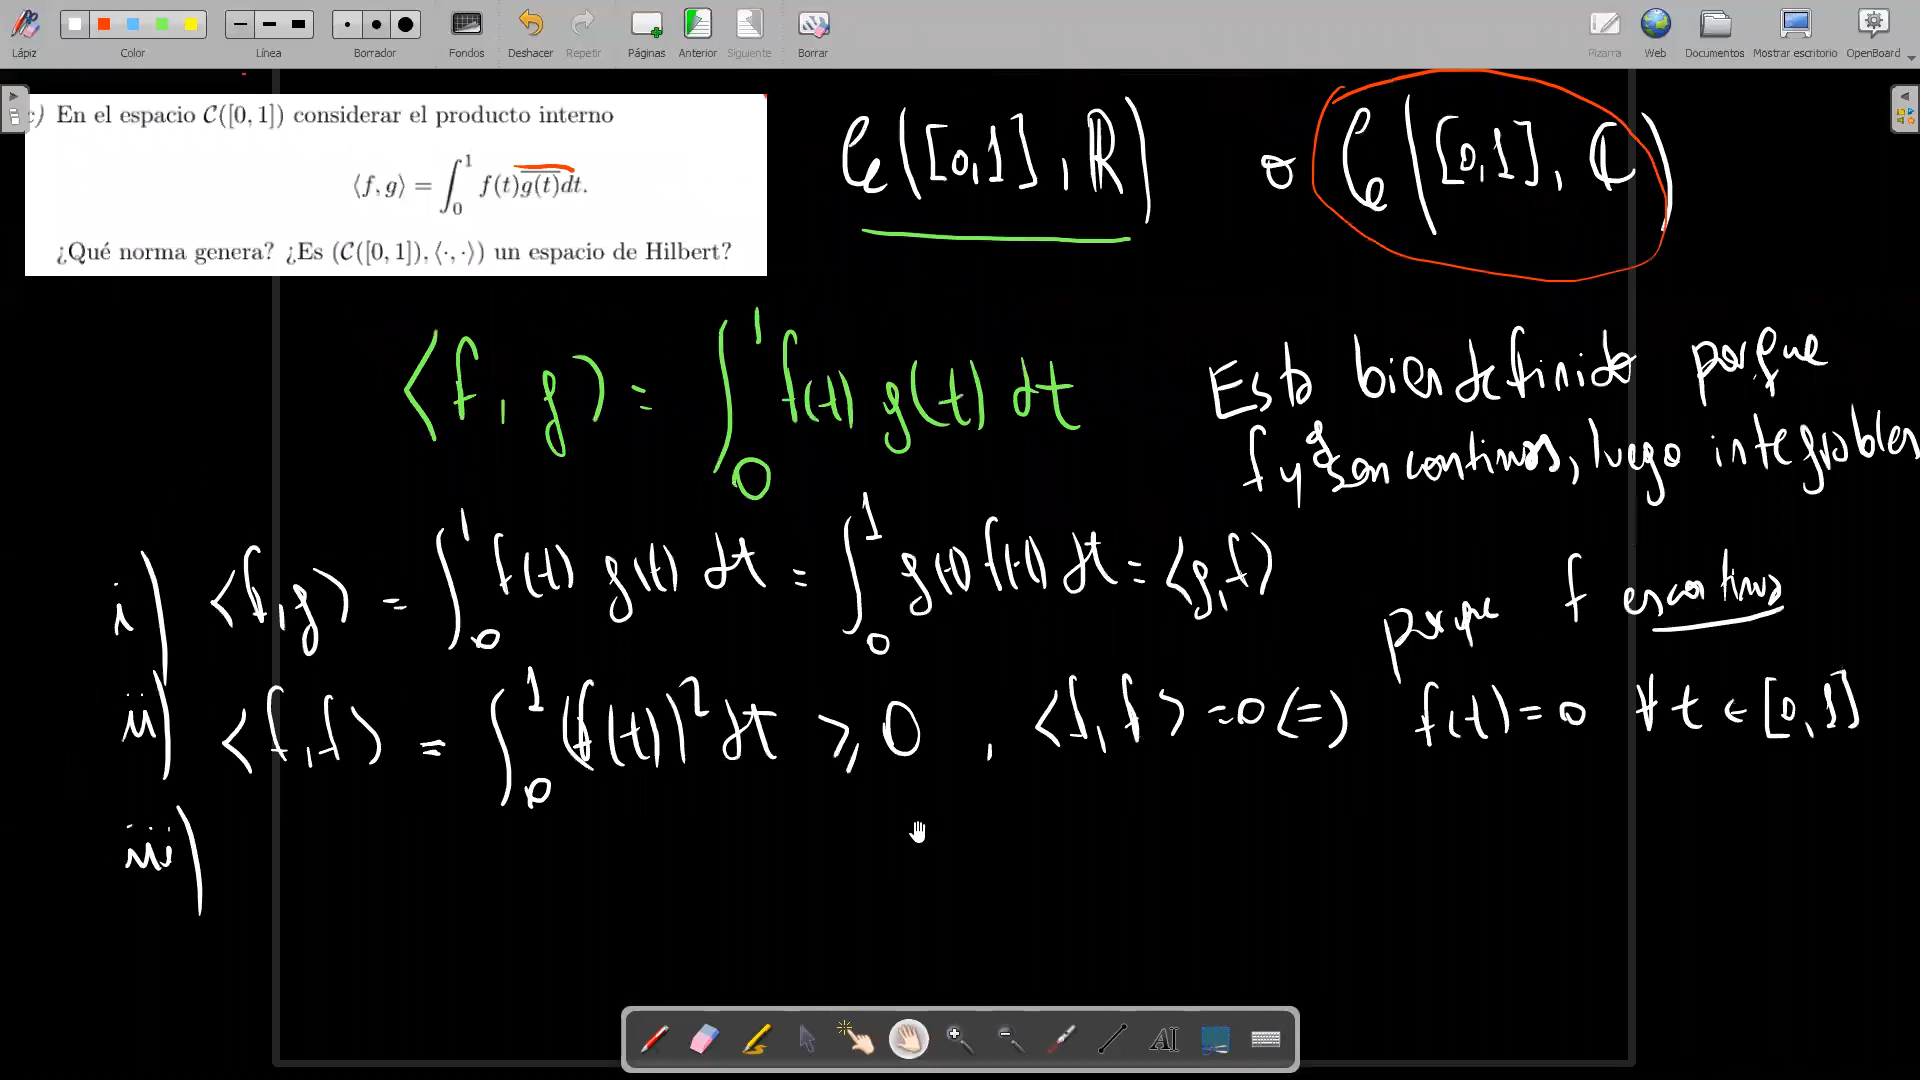 Lápiz Color Línea Borrador Fondos Deshacer Repetir Páginas Anterior Siguiente Borrar Pizarra Web Documentos Mostrar escritorio OpenBoard
c) En el espacio C([0, 1]) considerar el producto interno
⟨f, g⟩ = ∫₀¹ f(t)g(t)̅dt.
¿Qué norma genera? ¿Es (C([0, 1]), ⟨·, ·⟩) un espacio de Hilbert?
C([0,1], ℝ) o C([0,1], ℂ)
⟨f, g⟩ = ∫₀¹ f(t) g(t) dt
Esto bien definido porque
f y g son continuas, luego integrables
i) ⟨f, g⟩ = ∫₀¹ f(t) g(t) dt = ∫₀¹ g(t) f(t) dt = ⟨g, f⟩
porque f es continua
ii) ⟨f, f⟩ = ∫₀¹ (f(t))² dt ≥ 0 , ⟨f, f⟩ = 0 (=) f(t) = 0 ∀ t ∈ [0, 1]
iii)